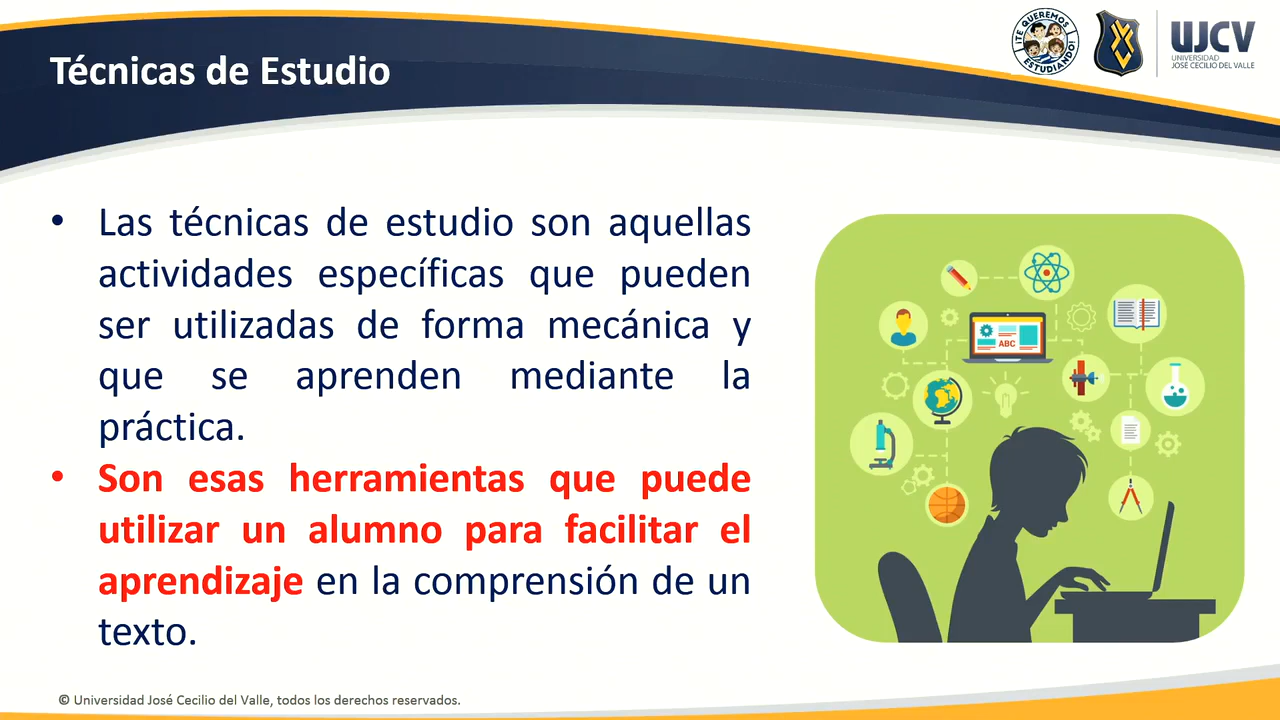 Técnicas de Estudio
¡TE QUEREMOS
ESTUDIANDO!
UJCV
UNIVERSIDAD
JOSÉ CECILIO DEL VALLE
• Las técnicas de estudio son aquellas
actividades específicas que pueden
ser utilizadas de forma mecánica y
que se aprenden mediante la
práctica.
• Son esas herramientas que puede
utilizar un alumno para facilitar el
aprendizaje en la comprensión de un
texto.
ABC
© Universidad José Cecilio del Valle, todos los derechos reservados.